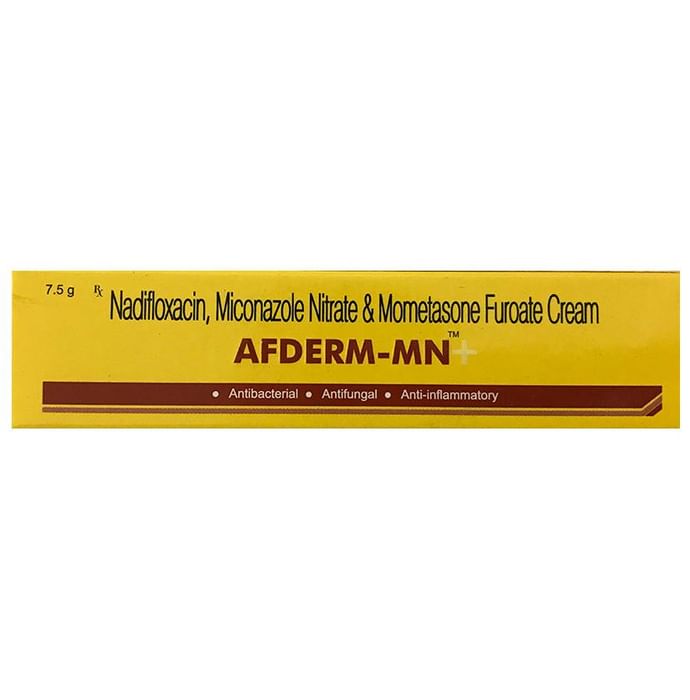 7.5 g ℞ Nadifloxacin, Miconazole Nitrate & Mometasone Furoate Cream
AFDERM-MN™+
• Antibacterial • Antifungal • Anti-inflammatory